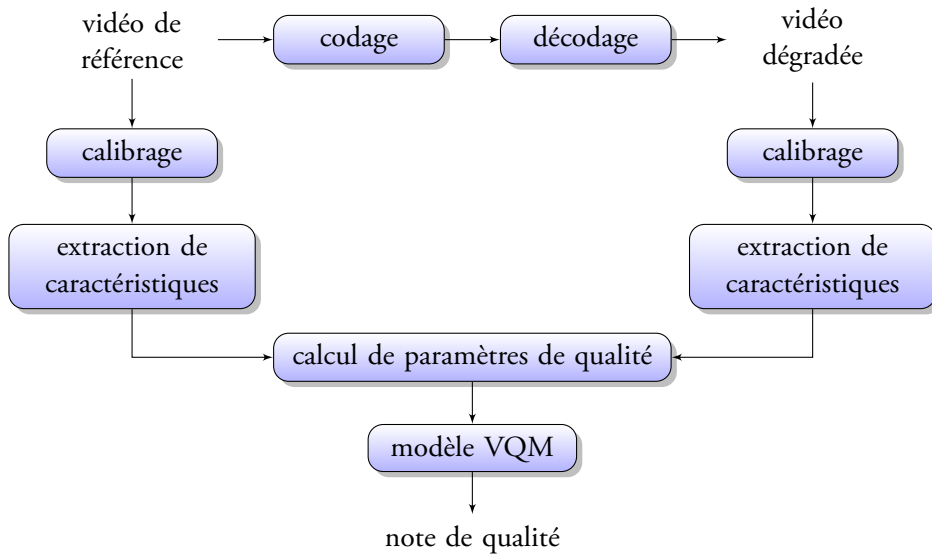 vidéo de
référence
codage
décodage
vidéo
dégradée
calibrage
calibrage
extraction de
caractéristiques
extraction de
caractéristiques
calcul de paramètres de qualité
modèle VQM
note de qualité